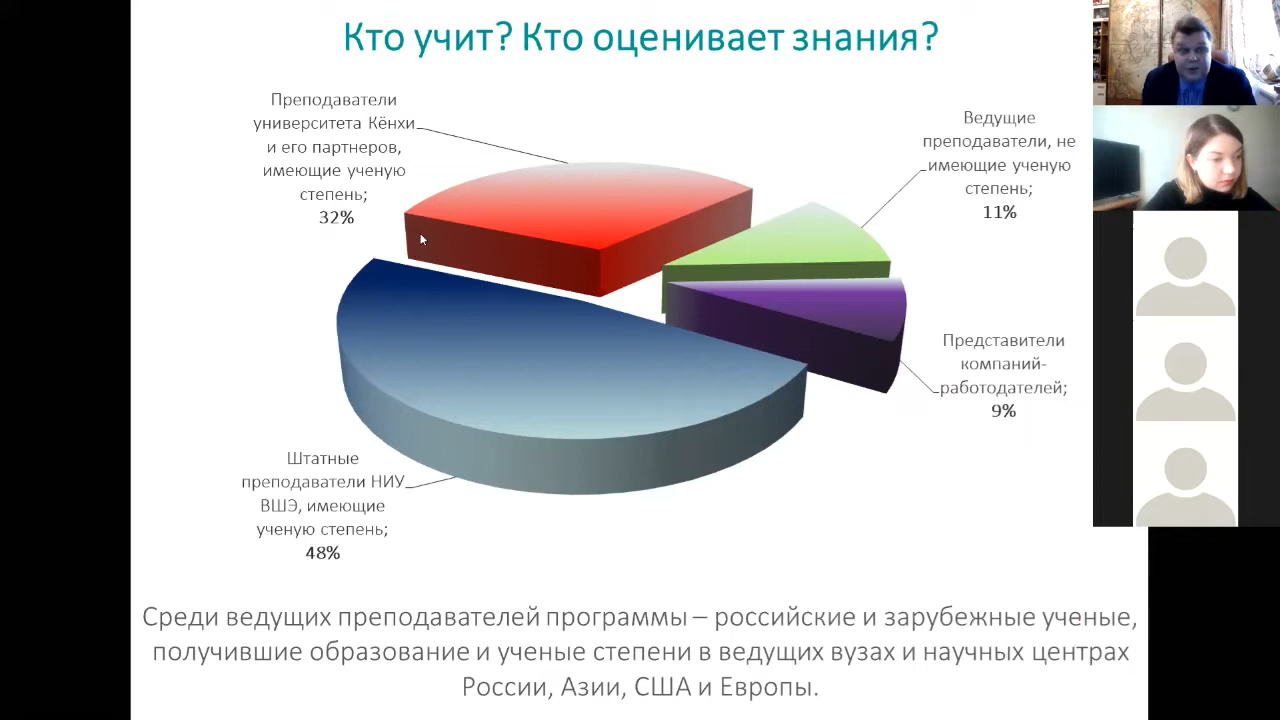 Кто учит? Кто оценивает знания?
Преподаватели
университета Кёнхи
и его партнеров,
имеющие ученую
степень;
32%
Ведущие
преподаватели, не
имеющие ученую
степень;
11%
Представители
компаний-
работодателей;
9%
Штатные
преподаватели НИУ
ВШЭ, имеющие
ученую степень;
48%
Среди ведущих преподавателей программы – российские и зарубежные ученые,
получившие образование и ученые степени в ведущих вузах и научных центрах
России, Азии, США и Европы.